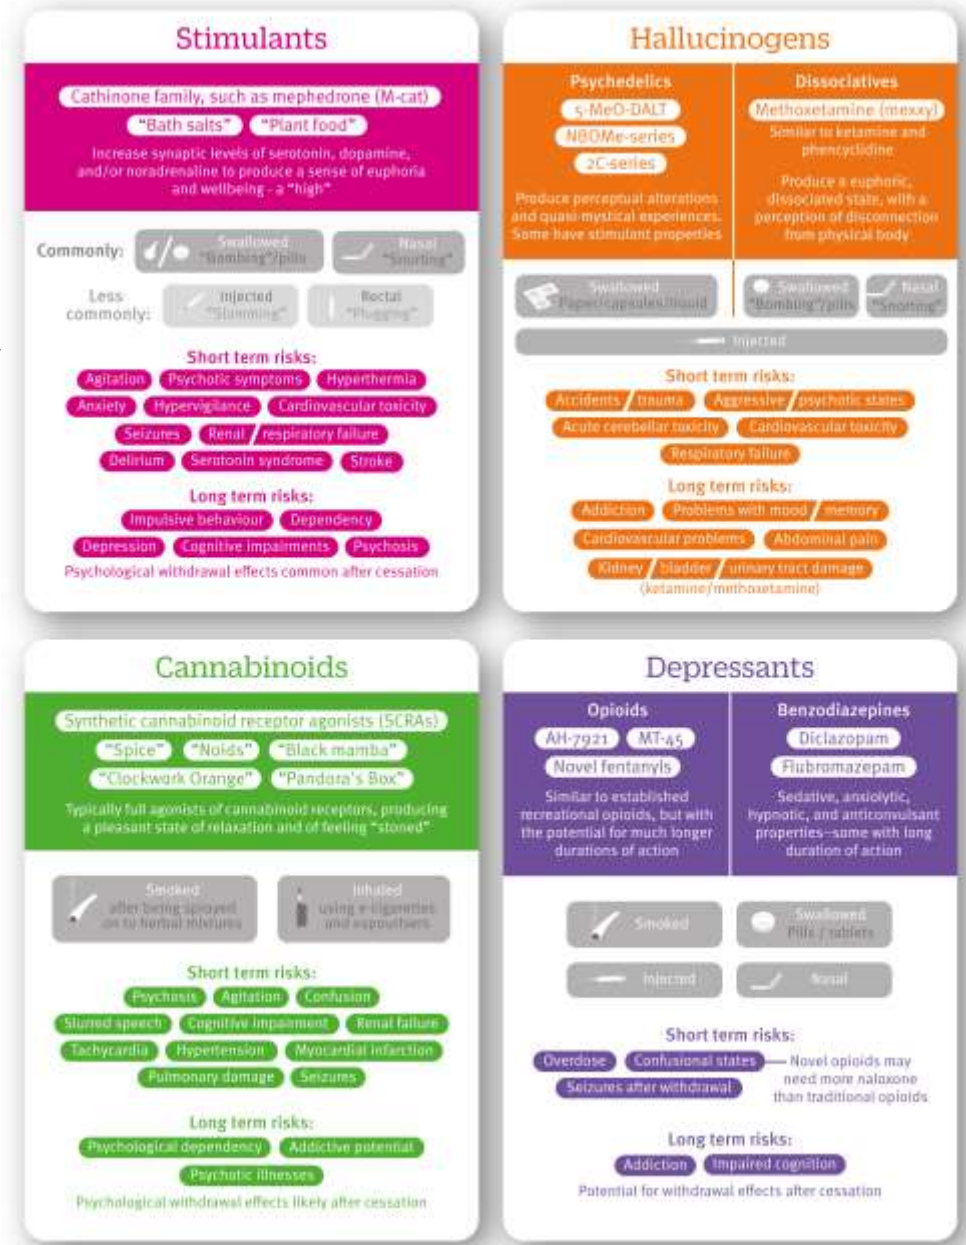 Stimulants
Cathinone family, such as mephedrone (M-cat)
"Bath salts" "Plant food"
Increase synaptic levels of serotonin, dopamine,
and/or noradrenaline to produce a sense of euphoria
and wellbeing - a "high"
Commonly:
Swallowed
"Bombing"/pills
Nasal
"Snorting"
Less
commonly:
Injected
"Slamming"
Rectal
"Plugging"
Short term risks:
Agitation Psychotic symptoms Hyperthermia
Anxiety Hypervigilance Cardiovascular toxicity
Seizures Renal / respiratory failure
Delirium Serotonin syndrome Stroke
Long term risks:
Impulsive behaviour Dependency
Depression Cognitive impairments Psychosis
Psychological withdrawal effects common after cessation
Hallucinogens
Psychedelics
5-MeO-DALT
NBOMe-series
2C-series
Produce perceptual alterations
and quasi-mystical experiences.
Some have stimulant properties
Dissociatives
Methoxetamine (mexxy)
Similar to ketamine and
phencyclidine
Produce a euphoric,
dissociated state, with a
perception of disconnection
from physical body
Swallowed
Paper/capsules/liquid
Swallowed
"Bombing"/pills
Nasal
"Snorting"
Injected
Short term risks:
Accidents / trauma Aggressive / psychotic states
Acute cerebellar toxicity Cardiovascular toxicity
Respiratory failure
Long term risks:
Addiction Problems with mood / memory
Cardiovascular problems Abdominal pain
Kidney / bladder / urinary tract damage
(ketamine/methoxetamine)
Cannabinoids
Synthetic cannabinoid receptor agonists (SCRAs)
"Spice" "Noids" "Black mamba"
"Clockwork Orange" "Pandora's Box"
Typically full agonists of cannabinoid receptors, producing
a pleasant state of relaxation and of feeling "stoned"
Smoked
after being sprayed
on to herbal mixtures
Inhaled
using e-cigarettes
and vapourisers
Short term risks:
Psychosis Agitation Confusion
Slurred speech Cognitive impairment Renal failure
Tachycardia Hypertension Myocardial infarction
Pulmonary damage Seizures
Long term risks:
Psychological dependency Addictive potential
Psychotic illnesses
Psychological withdrawal effects likely after cessation
Depressants
Opioids
AH-7921 MT-45
Novel fentanyls
Similar to established
recreational opioids, but with
the potential for much longer
durations of action
Benzodiazepines
Diclazopam
Flubromazepam
Sedative, anxiolytic,
hypnotic, and anticonvulsant
properties—some with long
duration of action
Smoked
Swallowed
Pills / tablets
Injected
Nasal
Short term risks:
Overdose Confusional states
Seizures after withdrawal
Novel opioids may
need more naloxone
than traditional opioids
Long term risks:
Addiction Impaired cognition
Potential for withdrawal effects after cessation